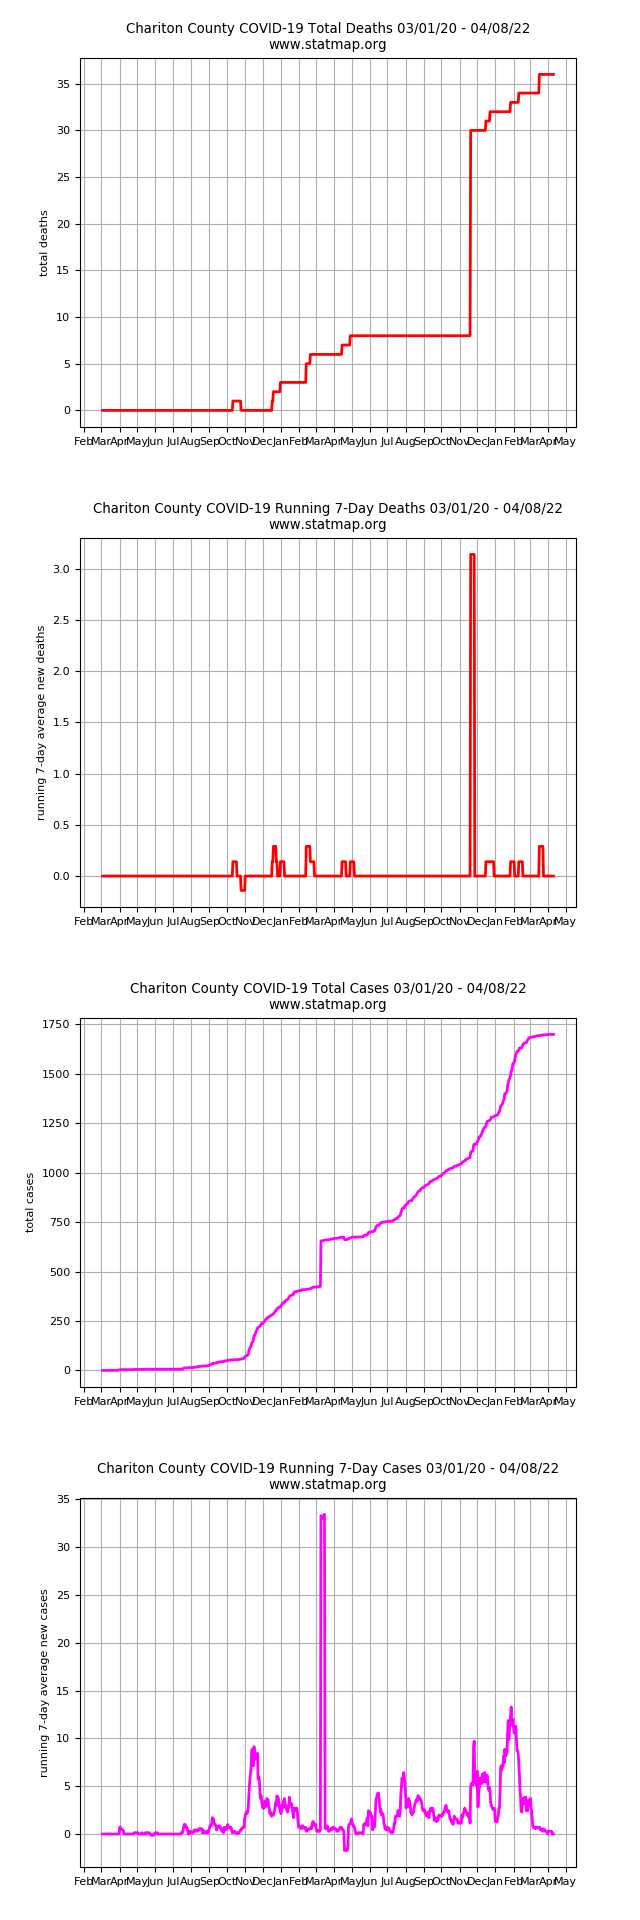 Chariton County COVID-19 Total Deaths 03/01/20 - 04/08/22
www.statmap.org
35
30
25
20
15
10
5
0
total deaths
Feb Mar Apr May Jun Jul Aug Sep Oct Nov Dec Jan Feb Mar Apr May Jun Jul Aug Sep Oct Nov Dec Jan Feb Mar Apr May
Chariton County COVID-19 Running 7-Day Deaths 03/01/20 - 04/08/22
www.statmap.org
3.0
2.5
2.0
1.5
1.0
0.5
0.0
running 7-day average new deaths
Feb Mar Apr May Jun Jul Aug Sep Oct Nov Dec Jan Feb Mar Apr May Jun Jul Aug Sep Oct Nov Dec Jan Feb Mar Apr May
Chariton County COVID-19 Total Cases 03/01/20 - 04/08/22
www.statmap.org
1750
1500
1250
1000
750
500
250
0
total cases
Feb Mar Apr May Jun Jul Aug Sep Oct Nov Dec Jan Feb Mar Apr May Jun Jul Aug Sep Oct Nov Dec Jan Feb Mar Apr May
Chariton County COVID-19 Running 7-Day Cases 03/01/20 - 04/08/22
www.statmap.org
35
30
25
20
15
10
5
0
running 7-day average new cases
Feb Mar Apr May Jun Jul Aug Sep Oct Nov Dec Jan Feb Mar Apr May Jun Jul Aug Sep Oct Nov Dec Jan Feb Mar Apr May